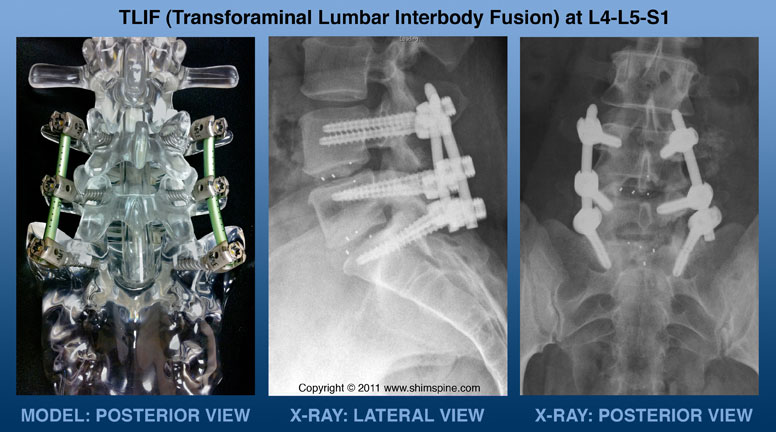 TLIF (Transforaminal Lumbar Interbody Fusion) at L4-L5-S1
Copyright © 2011 www.shimspine.com
MODEL: POSTERIOR VIEW
X-RAY: LATERAL VIEW
X-RAY: POSTERIOR VIEW